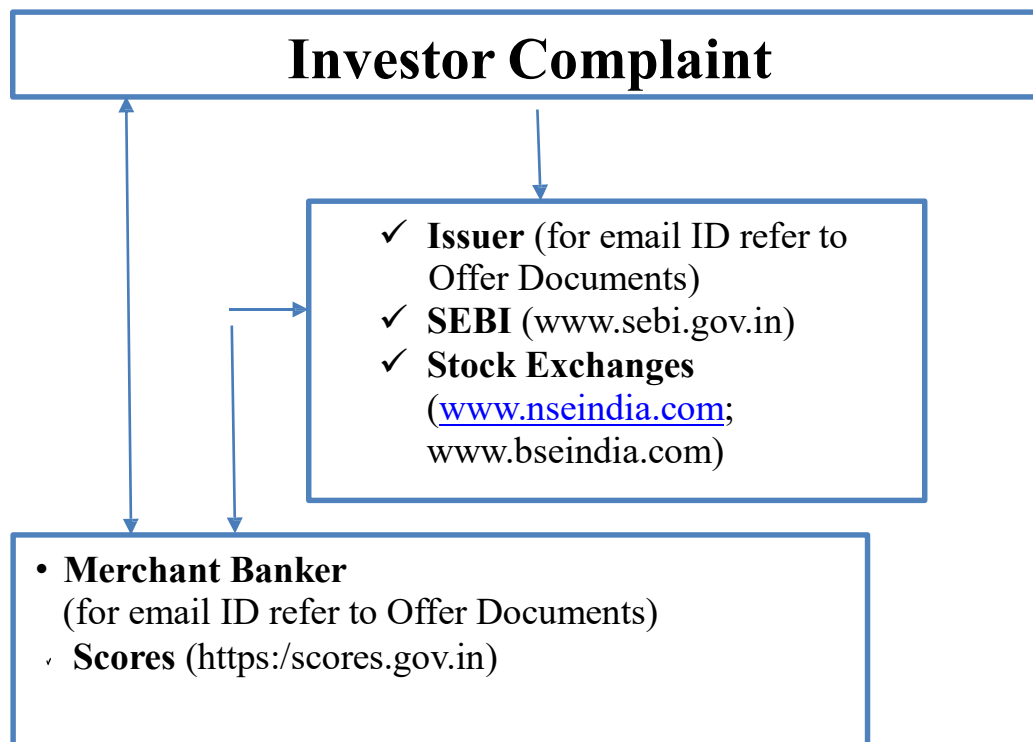 Investor Complaint
✓ Issuer (for email ID refer to
Offer Documents)
✓ SEBI (www.sebi.gov.in)
✓ Stock Exchanges
(www.nseindia.com;
www.bseindia.com)
• Merchant Banker
(for email ID refer to Offer Documents)
✓ Scores (https:/scores.gov.in)